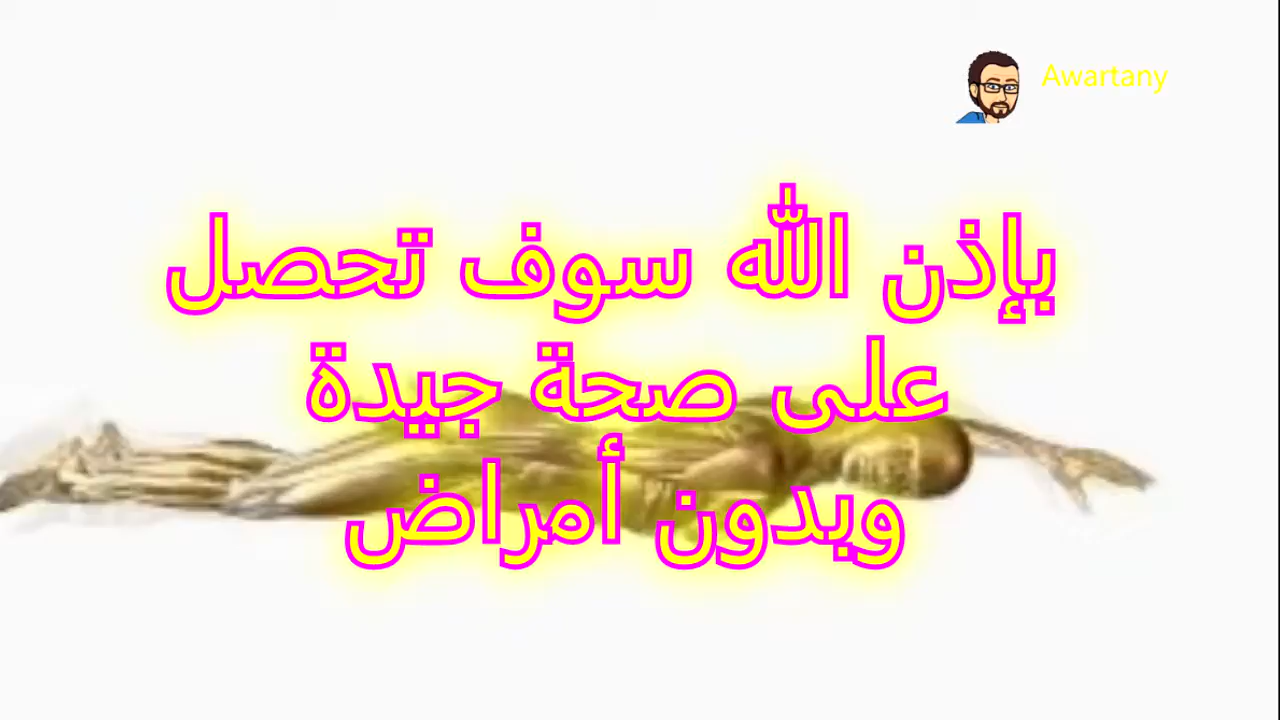 Awartany
بإذن الله سوف تحصل
على صحة جيدة
وبدون أمراض